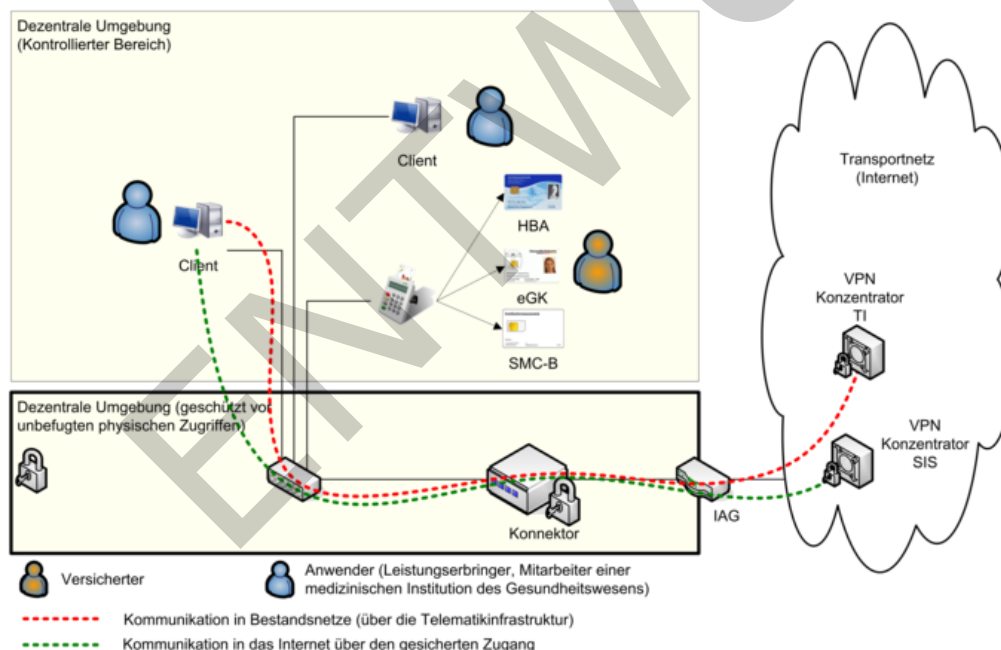 Dezentrale Umgebung
(Kontrollierter Bereich)
Client
Client
HBA
eGK
SMC-B
Transportnetz
(Internet)
VPN
Konzentrator
TI
VPN
Konzentrator
SIS
Dezentrale Umgebung (geschützt vor
unbefugten physischen Zugriffen)
Konnektor
IAG
Versicherter
Anwender (Leistungserbringer, Mitarbeiter einer
medizinischen Institution des Gesundheitswesens)
Kommunikation in Bestandsnetze (über die Telematikinfrastruktur)
Kommunikation in das Internet über den gesicherten Zugang